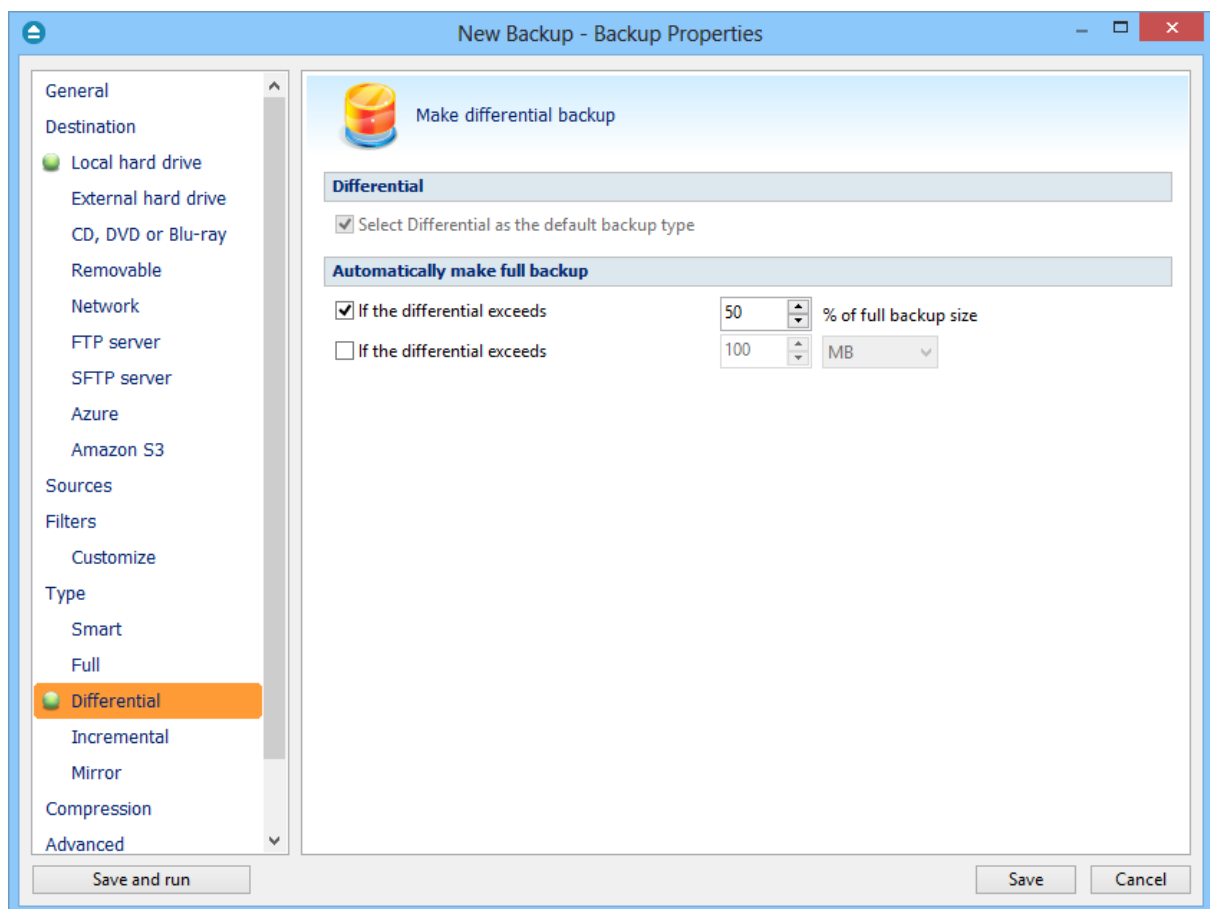 New Backup - Backup Properties
General
Destination
Local hard drive
External hard drive
CD, DVD or Blu-ray
Removable
Network
FTP server
SFTP server
Azure
Amazon S3
Sources
Filters
Customize
Type
Smart
Full
Differential
Incremental
Mirror
Compression
Advanced
Make differential backup
Differential
Select Differential as the default backup type
Automatically make full backup
If the differential exceeds 50 % of full backup size
If the differential exceeds 100 MB
Save and run Save Cancel